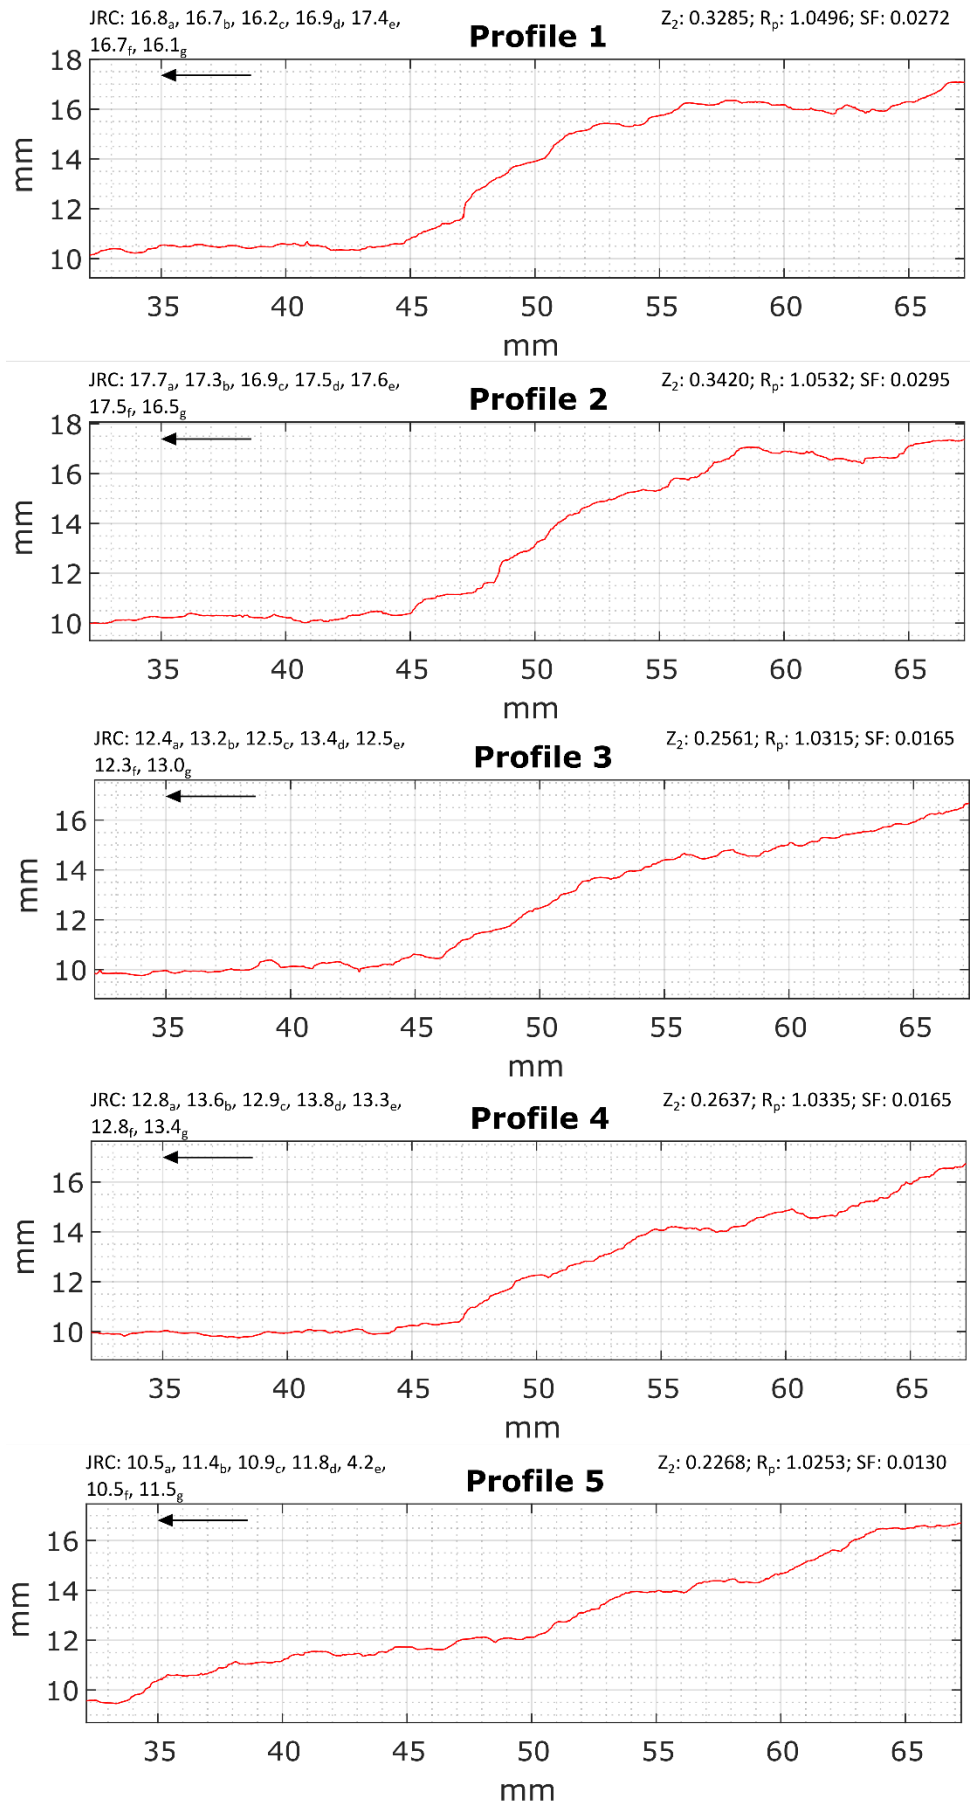 JRC: 16.8a, 16.7b, 16.2c, 16.9d, 17.4e,
16.7f, 16.1g
Profile 1
Z2: 0.3285; Rp: 1.0496; SF: 0.0272
18
16
14
12
10
mm
35 40 45 50 55 60 65
mm
JRC: 17.7a, 17.3b, 16.9c, 17.5d, 17.6e,
17.5f, 16.5g
Profile 2
Z2: 0.3420; Rp: 1.0532; SF: 0.0295
18
16
14
12
10
mm
35 40 45 50 55 60 65
mm
JRC: 12.4a, 13.2b, 12.5c, 13.4d, 12.5e,
12.3f, 13.0g
Profile 3
Z2: 0.2561; Rp: 1.0315; SF: 0.0165
16
14
12
10
mm
35 40 45 50 55 60 65
mm
JRC: 12.8a, 13.6b, 12.9c, 13.8d, 13.3e,
12.8f, 13.4g
Profile 4
Z2: 0.2637; Rp: 1.0335; SF: 0.0165
16
14
12
10
mm
35 40 45 50 55 60 65
mm
JRC: 10.5a, 11.4b, 10.9c, 11.8d, 4.2e,
10.5f, 11.5g
Profile 5
Z2: 0.2268; Rp: 1.0253; SF: 0.0130
16
14
12
10
mm
35 40 45 50 55 60 65
mm